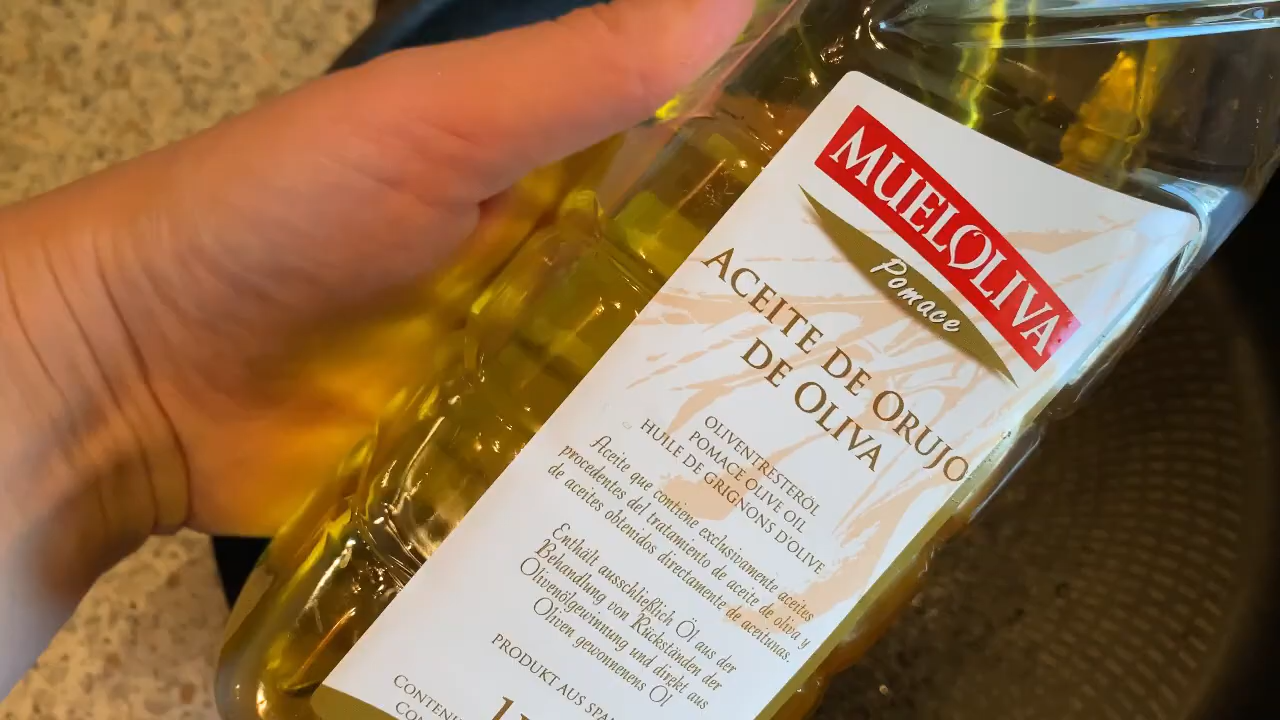 MUELOLIVA
Pomace
ACEITE DE ORUJO
DE OLIVA
OLIVENTRESTERÖL
POMACE OLIVE OIL
HUILE DE GRIGNONS D'OLIVE
Aceite que contiene exclusivamente aceites
procedentes del tratamiento de aceite de oliva y
de aceites obtenidos directamente de aceitunas.
Enthält ausschließlich Öl aus der
Behandlung von Rückständen der
Olivenölgewinnung und direkt aus
Oliven gewonnenes Öl
PRODUKT AUS